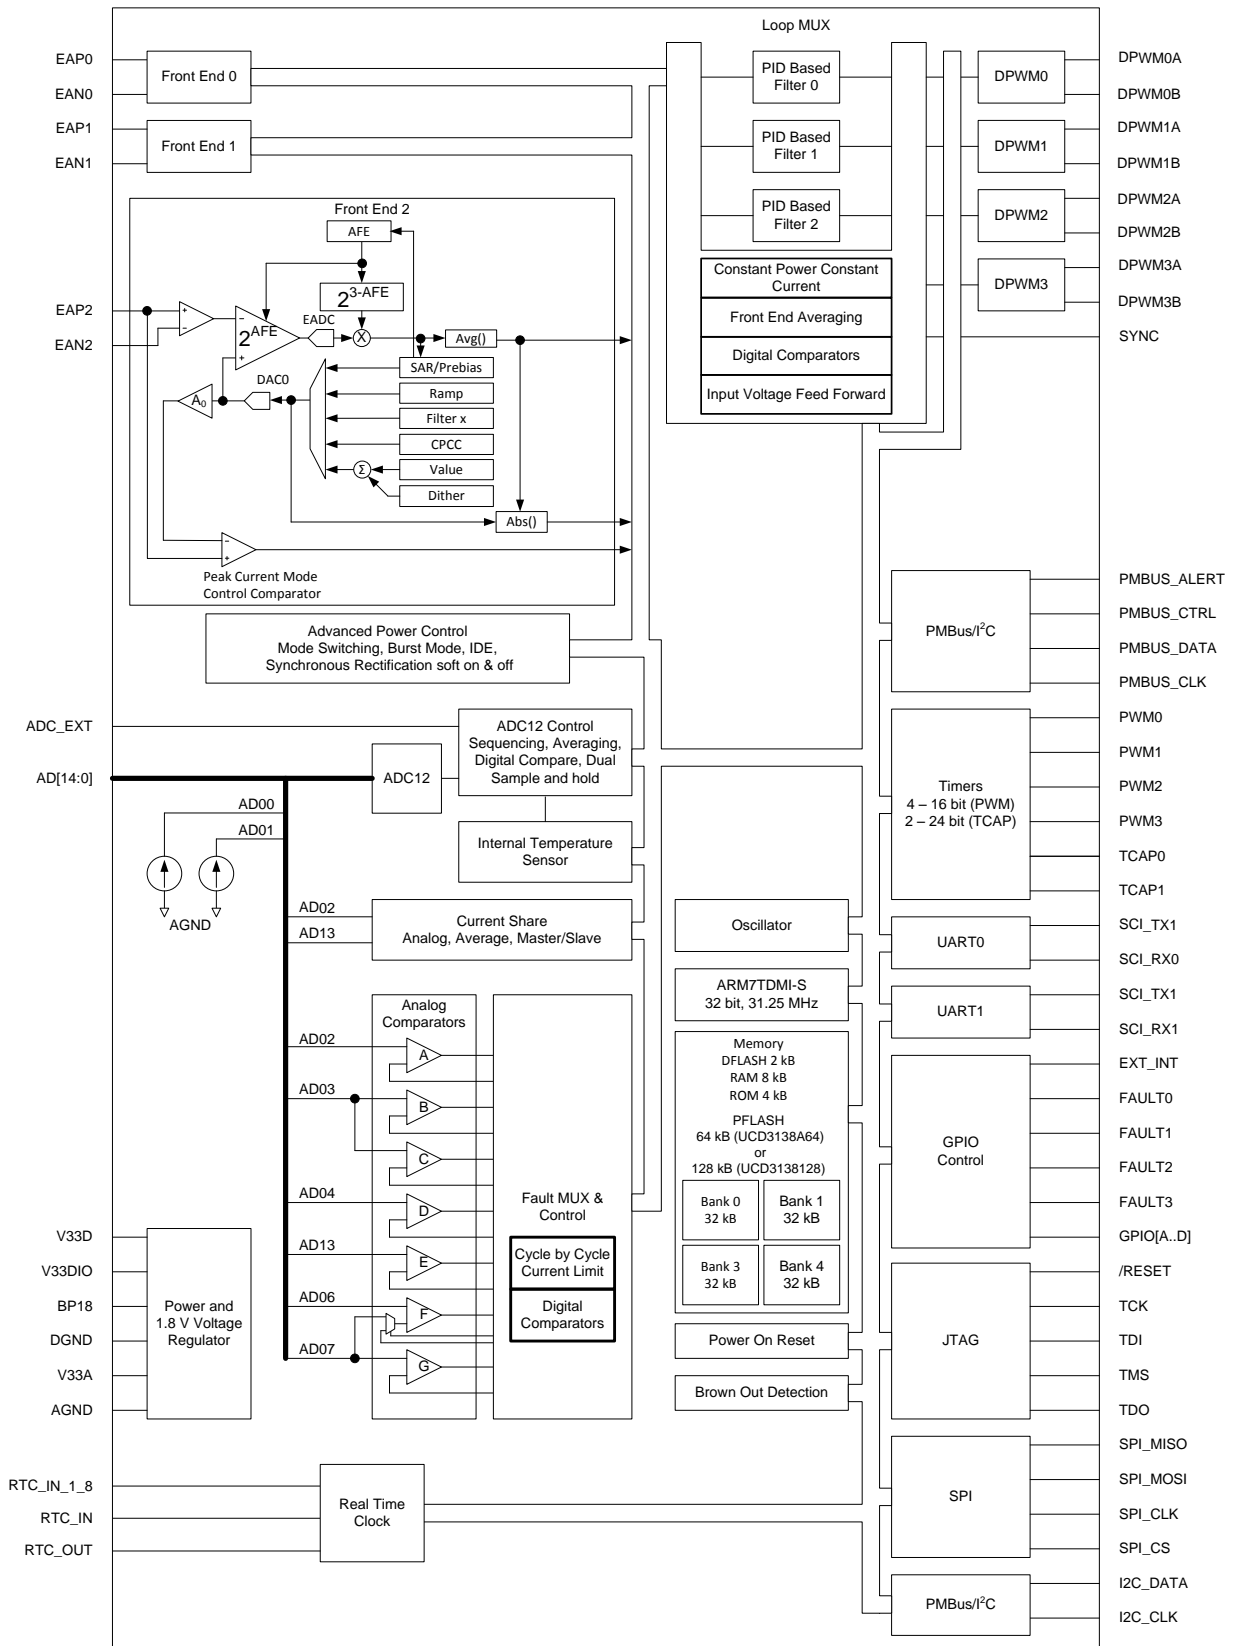 Loop MUX
EAP0
EAN0
EAP1
EAN1
Front End 0
Front End 1
PID Based
Filter 0
PID Based
Filter 1
PID Based
Filter 2
DPWM0
DPWM1
DPWM2
DPWM3
DPWM0A
DPWM0B
DPWM1A
DPWM1B
DPWM2A
DPWM2B
DPWM3A
DPWM3B
SYNC
Constant Power Constant
Current
Front End Averaging
Digital Comparators
Input Voltage Feed Forward
Front End 2
AFE
2^3-AFE
EAP2
EAN2
2^AFE
EADC
X
Avg()
DAC0
A₀
SAR/Prebias
Ramp
Filter x
CPCC
Value
Dither
Σ
Abs()
Peak Current Mode
Control Comparator
Advanced Power Control
Mode Switching, Burst Mode, IDE,
Synchronous Rectification soft on & off
ADC_EXT
AD[14:0]
ADC12
ADC12 Control
Sequencing, Averaging,
Digital Compare, Dual
Sample and hold
AD00
AD01
AGND
Internal Temperature
Sensor
AD02
AD13
Current Share
Analog, Average, Master/Slave
Analog
Comparators
AD02
AD03
AD04
AD13
AD06
AD07
A
B
C
D
E
F
G
Fault MUX &
Control
Cycle by Cycle
Current Limit
Digital
Comparators
V33D
V33DIO
BP18
DGND
V33A
AGND
Power and
1.8 V Voltage
Regulator
RTC_IN_1_8
RTC_IN
RTC_OUT
Real Time
Clock
Oscillator
ARM7TDMI-S
32 bit, 31.25 MHz
Memory
DFLASH 2 kB
RAM 8 kB
ROM 4 kB
PFLASH
64 kB (UCD3138A64)
or
128 kB (UCD3138128)
Bank 0
32 kB
Bank 1
32 kB
Bank 3
32 kB
Bank 4
32 kB
Power On Reset
Brown Out Detection
PMBus/I²C
PMBUS_ALERT
PMBUS_CTRL
PMBUS_DATA
PMBUS_CLK
Timers
4 – 16 bit (PWM)
2 – 24 bit (TCAP)
PWM0
PWM1
PWM2
PWM3
TCAP0
TCAP1
UART0
SCI_TX1
SCI_RX0
UART1
SCI_TX1
SCI_RX1
GPIO
Control
EXT_INT
FAULT0
FAULT1
FAULT2
FAULT3
GPIO[A..D]
JTAG
/RESET
TCK
TDI
TMS
TDO
SPI
SPI_MISO
SPI_MOSI
SPI_CLK
SPI_CS
PMBus/I²C
I2C_DATA
I2C_CLK